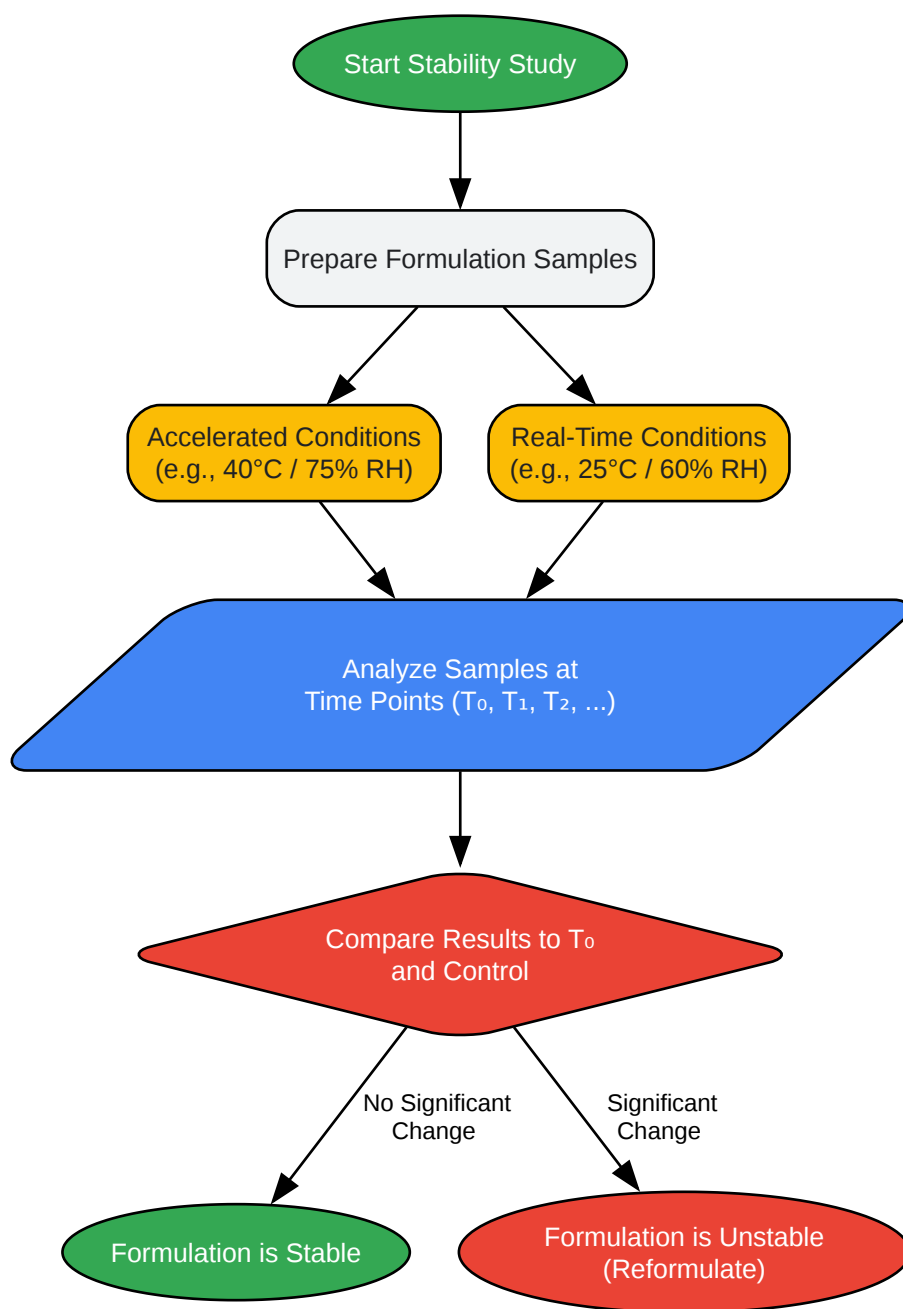 Start Stability Study
Prepare Formulation Samples
Accelerated Conditions
(e.g., 40°C / 75% RH)
Real-Time Conditions
(e.g., 25°C / 60% RH)
Analyze Samples at
Time Points (T₀, T₁, T₂, ...)
Compare Results to T₀
and Control
No Significant
Change
Significant
Change
Formulation is Stable
Formulation is Unstable
(Reformulate)